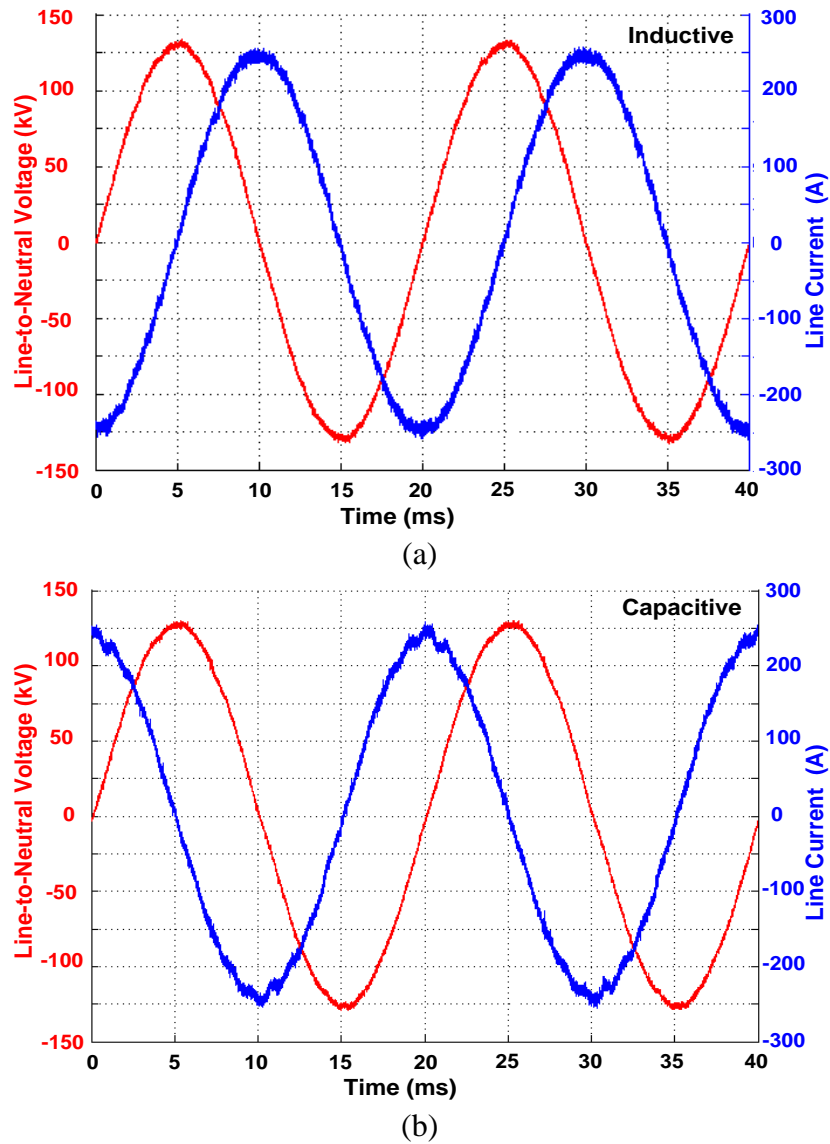 Inductive
150
100
50
0
-50
-100
-150
Line-to-Neutral Voltage (kV)
300
200
100
0
-100
-200
-300
Line Current (A)
0 5 10 15 20 25 30 35 40
Time (ms)
(a)
Capacitive
150
100
50
0
-50
-100
-150
Line-to-Neutral Voltage (kV)
300
200
100
0
-100
-200
-300
Line Current (A)
0 5 10 15 20 25 30 35 40
Time (ms)
(b)